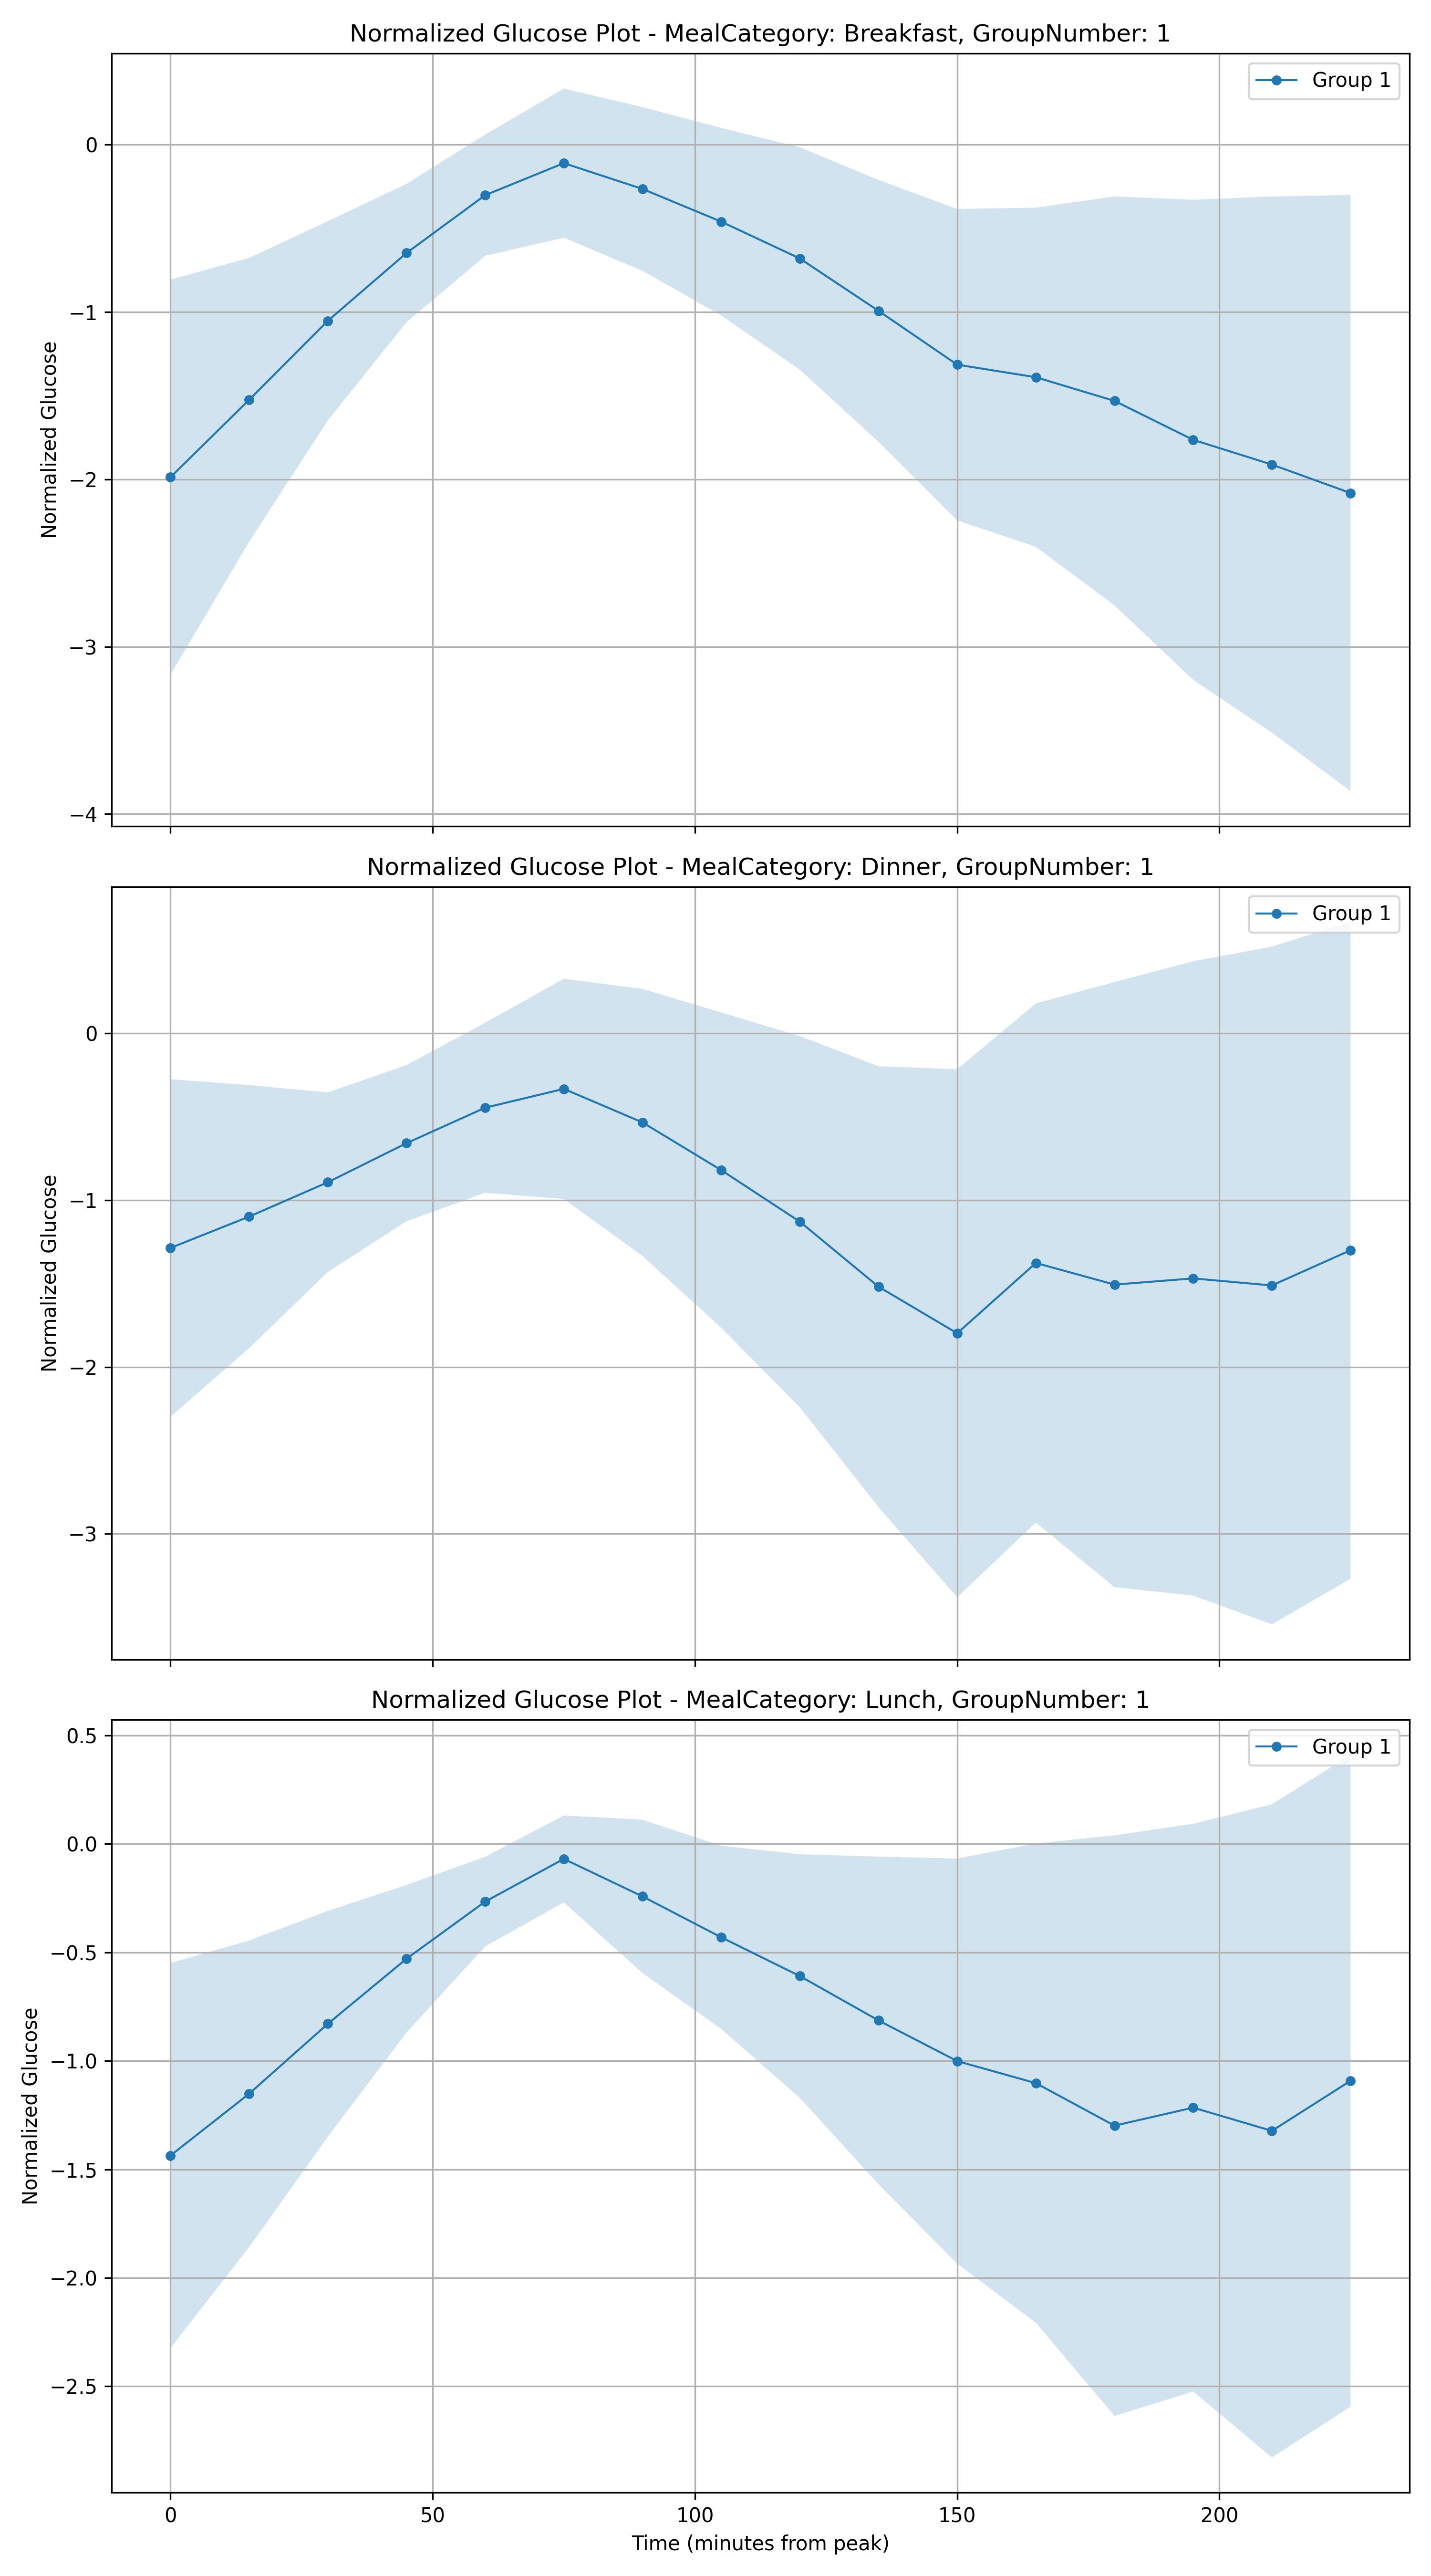 Normalized Glucose Plot - MealCategory: Breakfast, GroupNumber: 1
Group 1
0
−1
−2
−3
−4
Normalized Glucose
Normalized Glucose Plot - MealCategory: Dinner, GroupNumber: 1
Group 1
0
−1
−2
−3
Normalized Glucose
Normalized Glucose Plot - MealCategory: Lunch, GroupNumber: 1
Group 1
0.5
0.0
−0.5
−1.0
−1.5
−2.0
−2.5
Normalized Glucose
0 50 100 150 200
Time (minutes from peak)